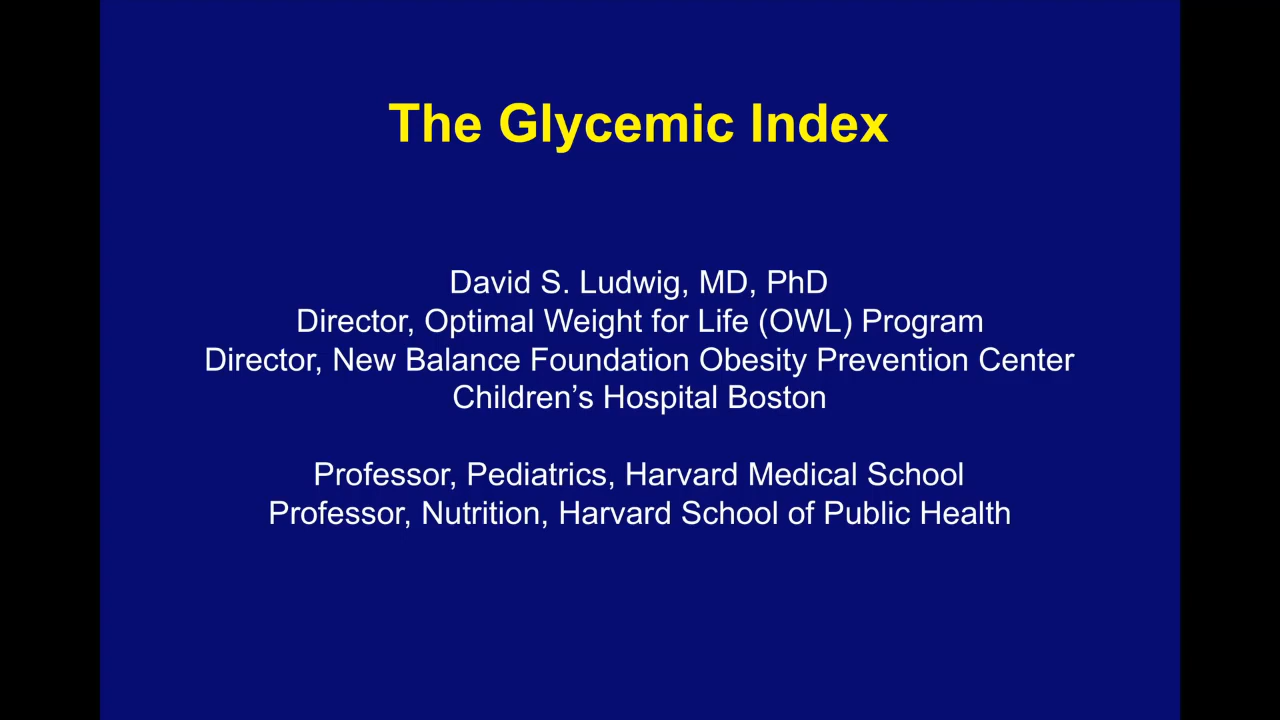 The Glycemic Index
David S. Ludwig, MD, PhD
Director, Optimal Weight for Life (OWL) Program
Director, New Balance Foundation Obesity Prevention Center
Children’s Hospital Boston
Professor, Pediatrics, Harvard Medical School
Professor, Nutrition, Harvard School of Public Health